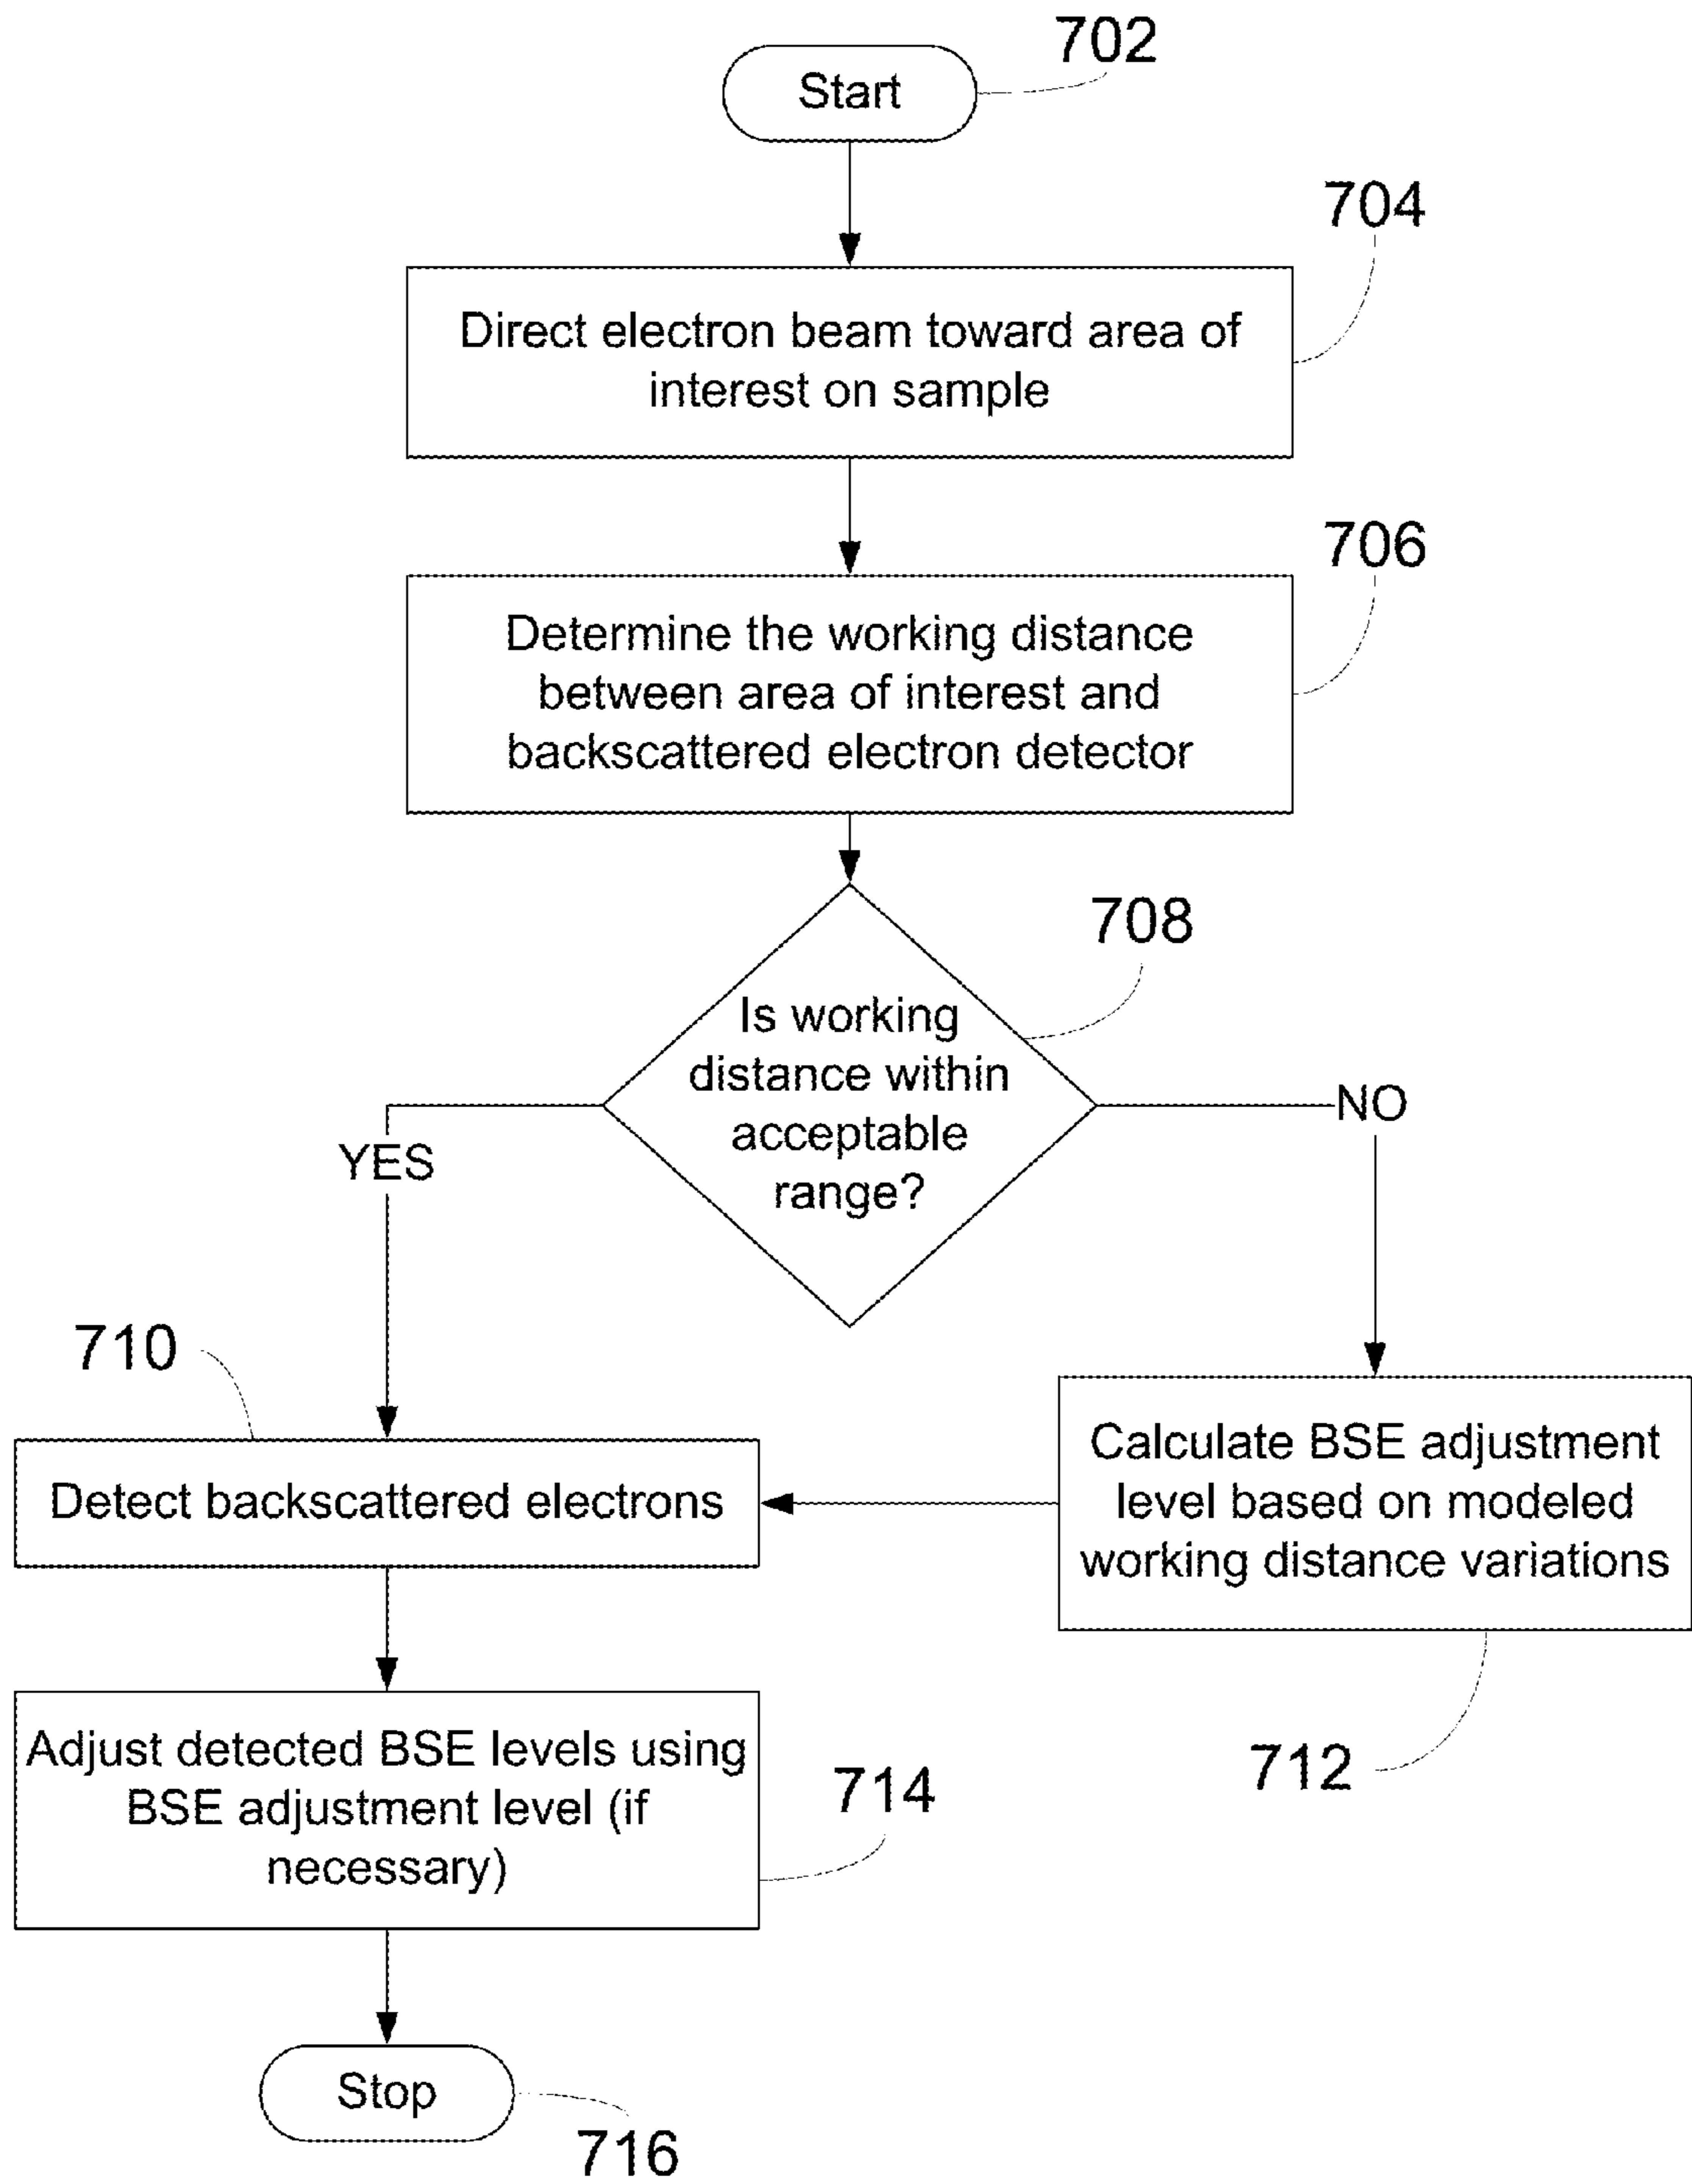 702
Start
704
Direct electron beam toward area of
interest on sample
706
Determine the working distance
between area of interest and
backscattered electron detector
708
Is working
distance within
acceptable
range?
YES
NO
710
Detect backscattered electrons
Calculate BSE adjustment
level based on modeled
working distance variations
712
Adjust detected BSE levels using
BSE adjustment level (if
necessary)
714
Stop
716